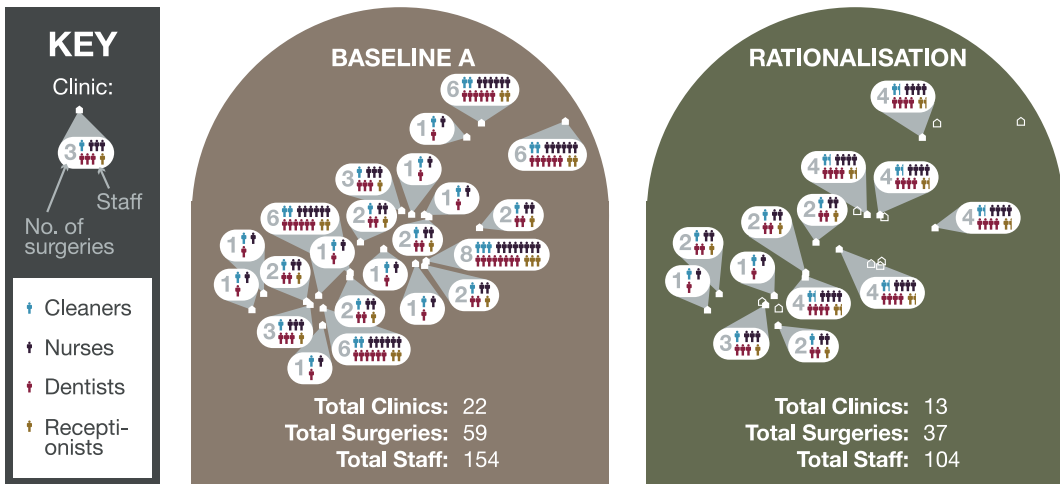 KEY
Clinic:
3
Staff
No. of
surgeries
Cleaners
Nurses
Dentists
Recepti-
onists
BASELINE A
6
1
6
1
3
1
2
6
2
2
1
1
8
1
2
1
1
2
2
3
6
1
Total Clinics: 22
Total Surgeries: 59
Total Staff: 154
RATIONALISATION
4
4
4
2
4
2
2
1
1
4
4
3
2
Total Clinics: 13
Total Surgeries: 37
Total Staff: 104